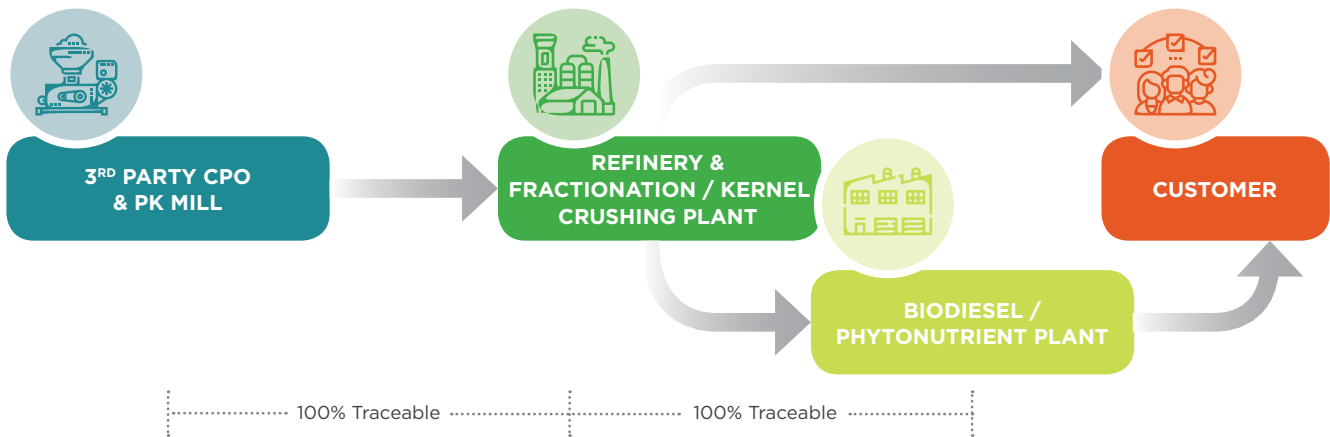 3RD PARTY CPO
& PK MILL
REFINERY &
FRACTIONATION / KERNEL
CRUSHING PLANT
CUSTOMER
BIODIESEL /
PHYTONUTRIENT PLANT
100% Traceable
100% Traceable